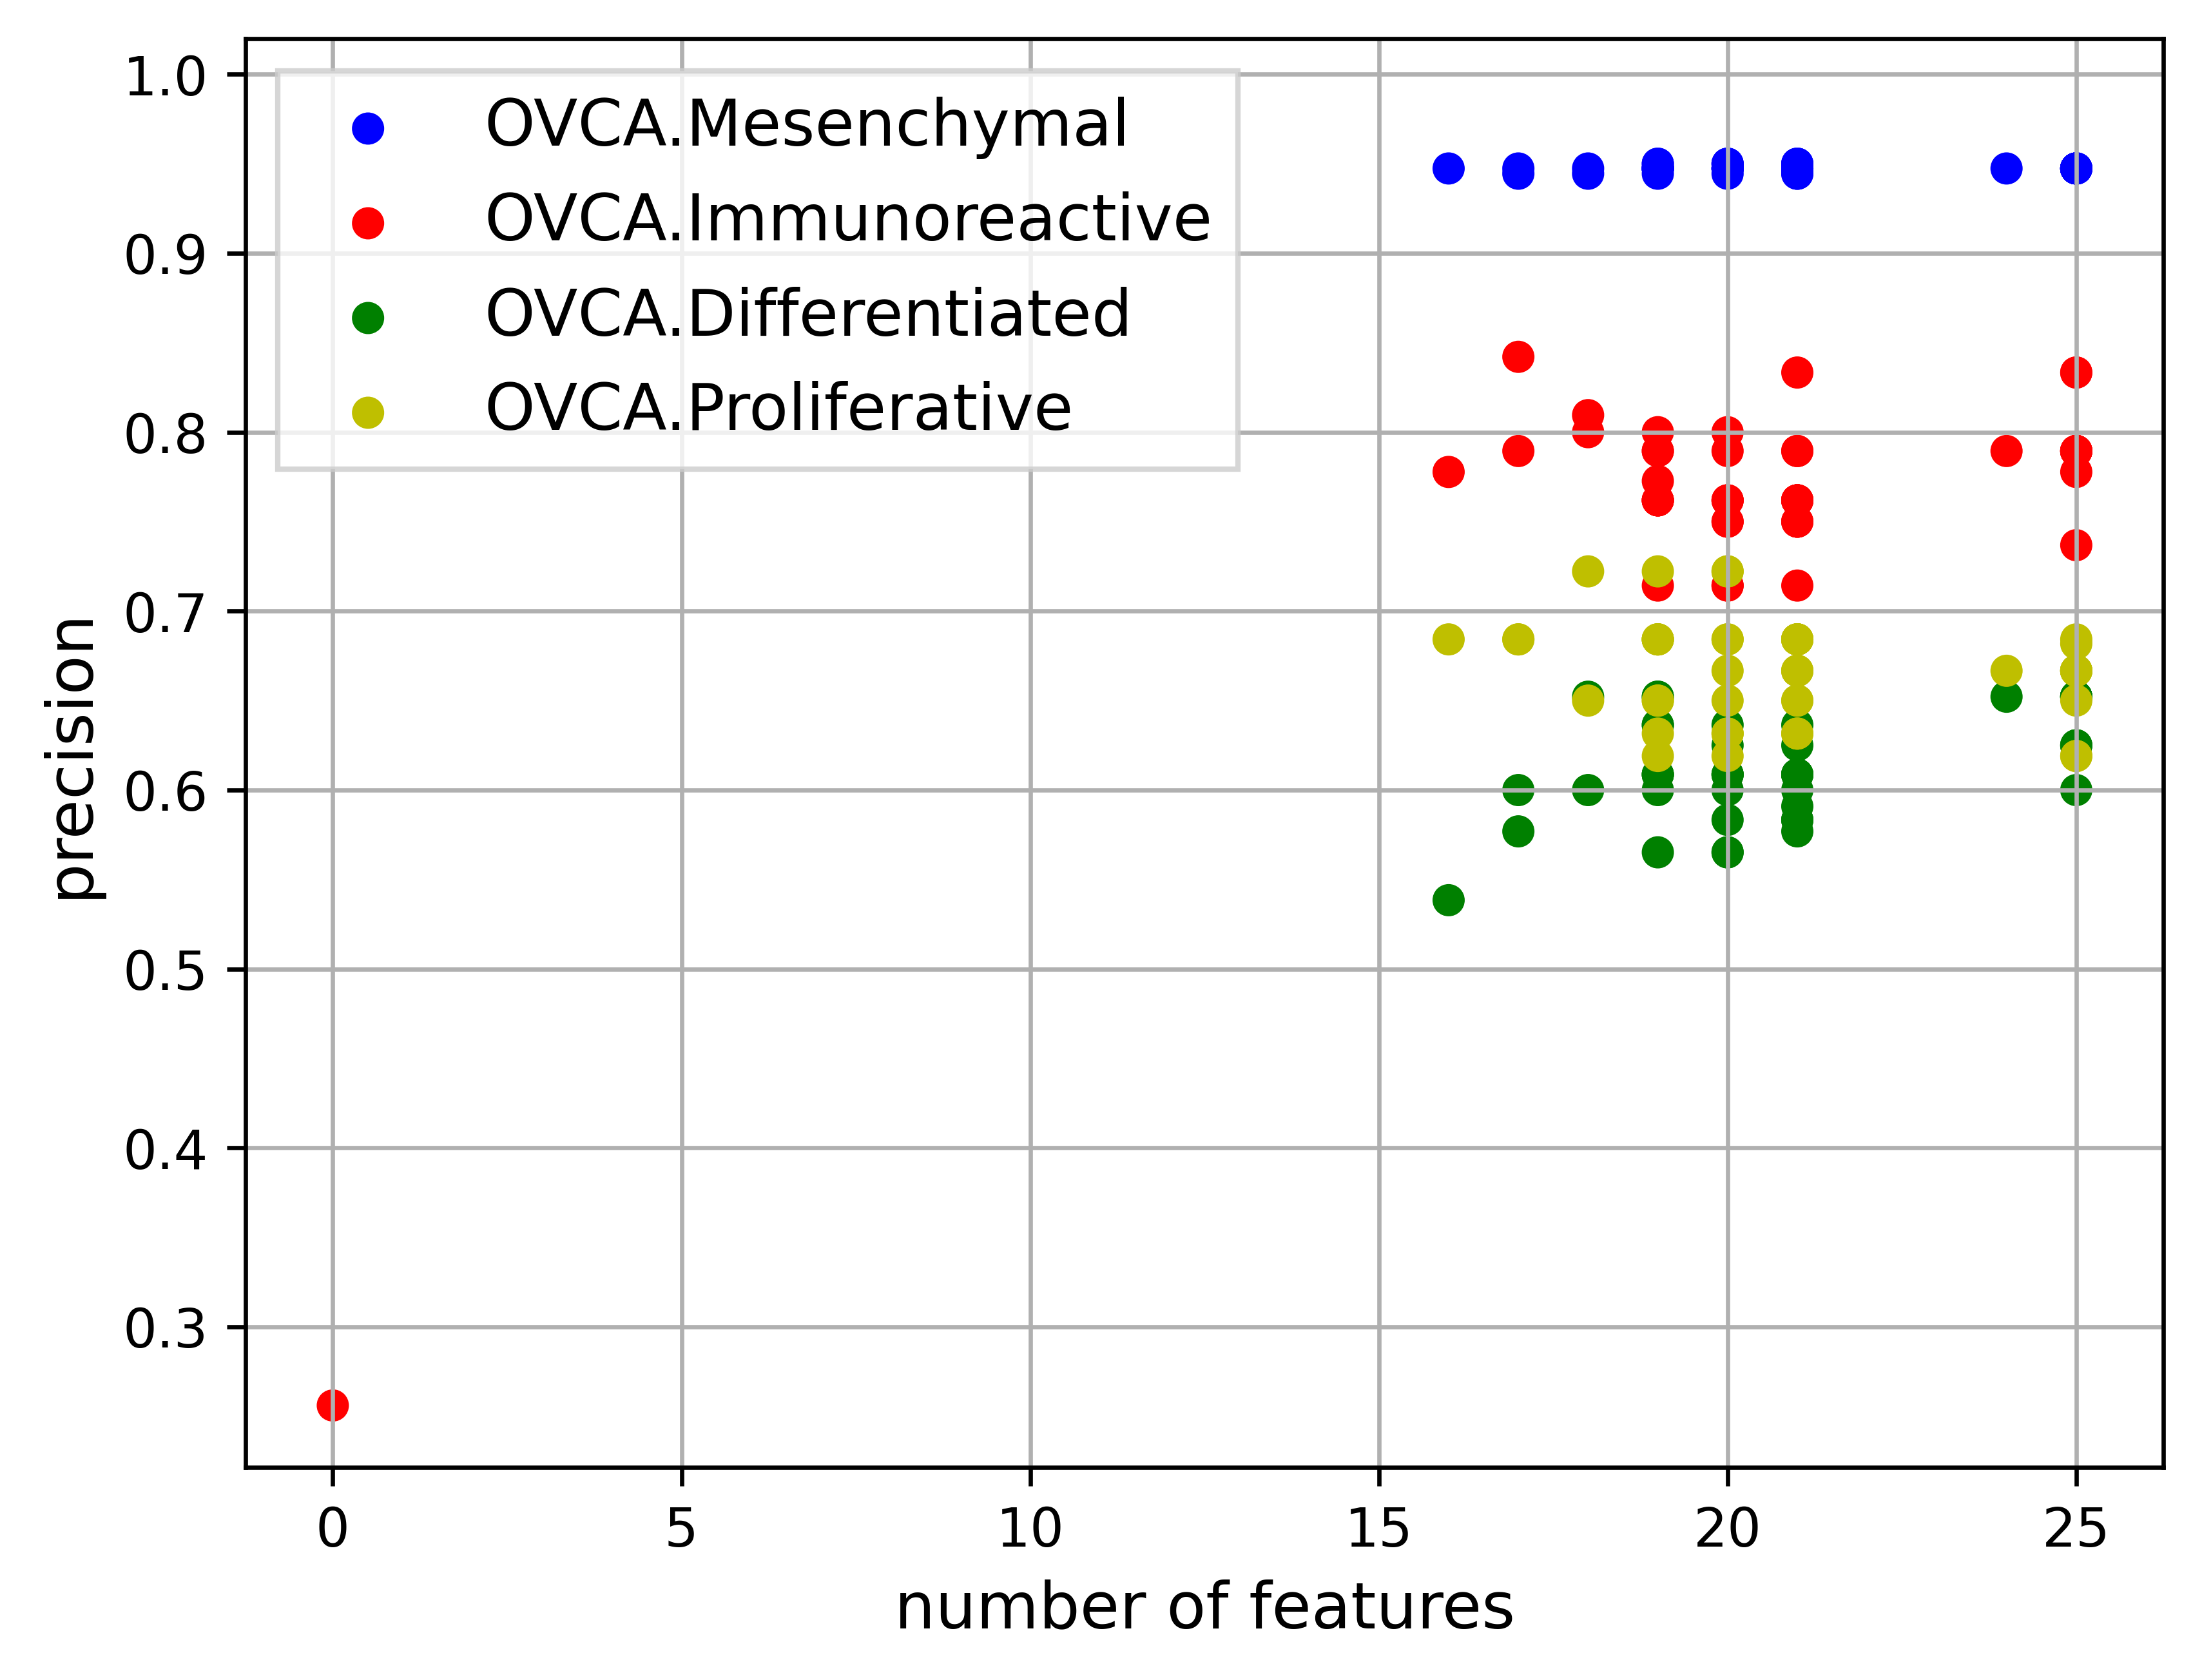 1.0
0.9
0.8
0.7
0.6
0.5
0.4
0.3
precision
OVCA.Mesenchymal
OVCA.Immunoreactive
OVCA.Differentiated
OVCA.Proliferative
0 5 10 15 20 25
number of features